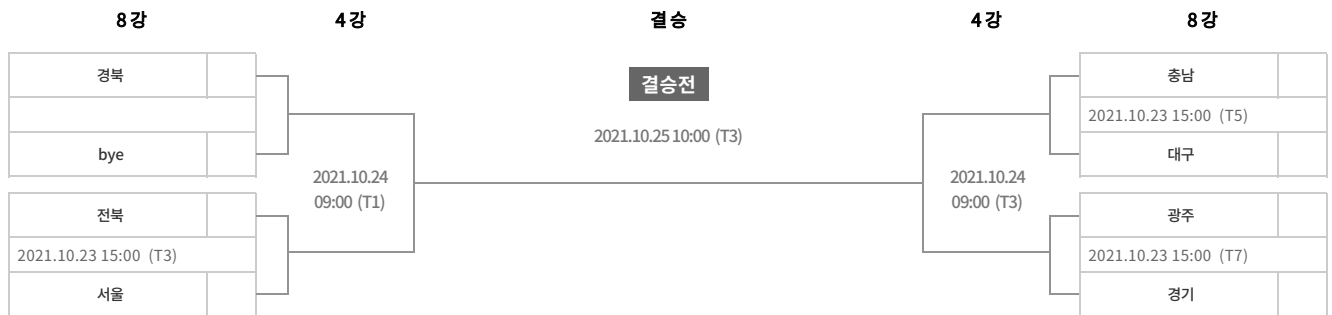 8강 4강 결승 4강 8강
경북
bye
전북
2021.10.23 15:00 (T3)
서울
2021.10.24
09:00 (T1)
결승전
2021.10.25 10:00 (T3)
2021.10.24
09:00 (T3)
충남
2021.10.23 15:00 (T5)
대구
광주
2021.10.23 15:00 (T7)
경기